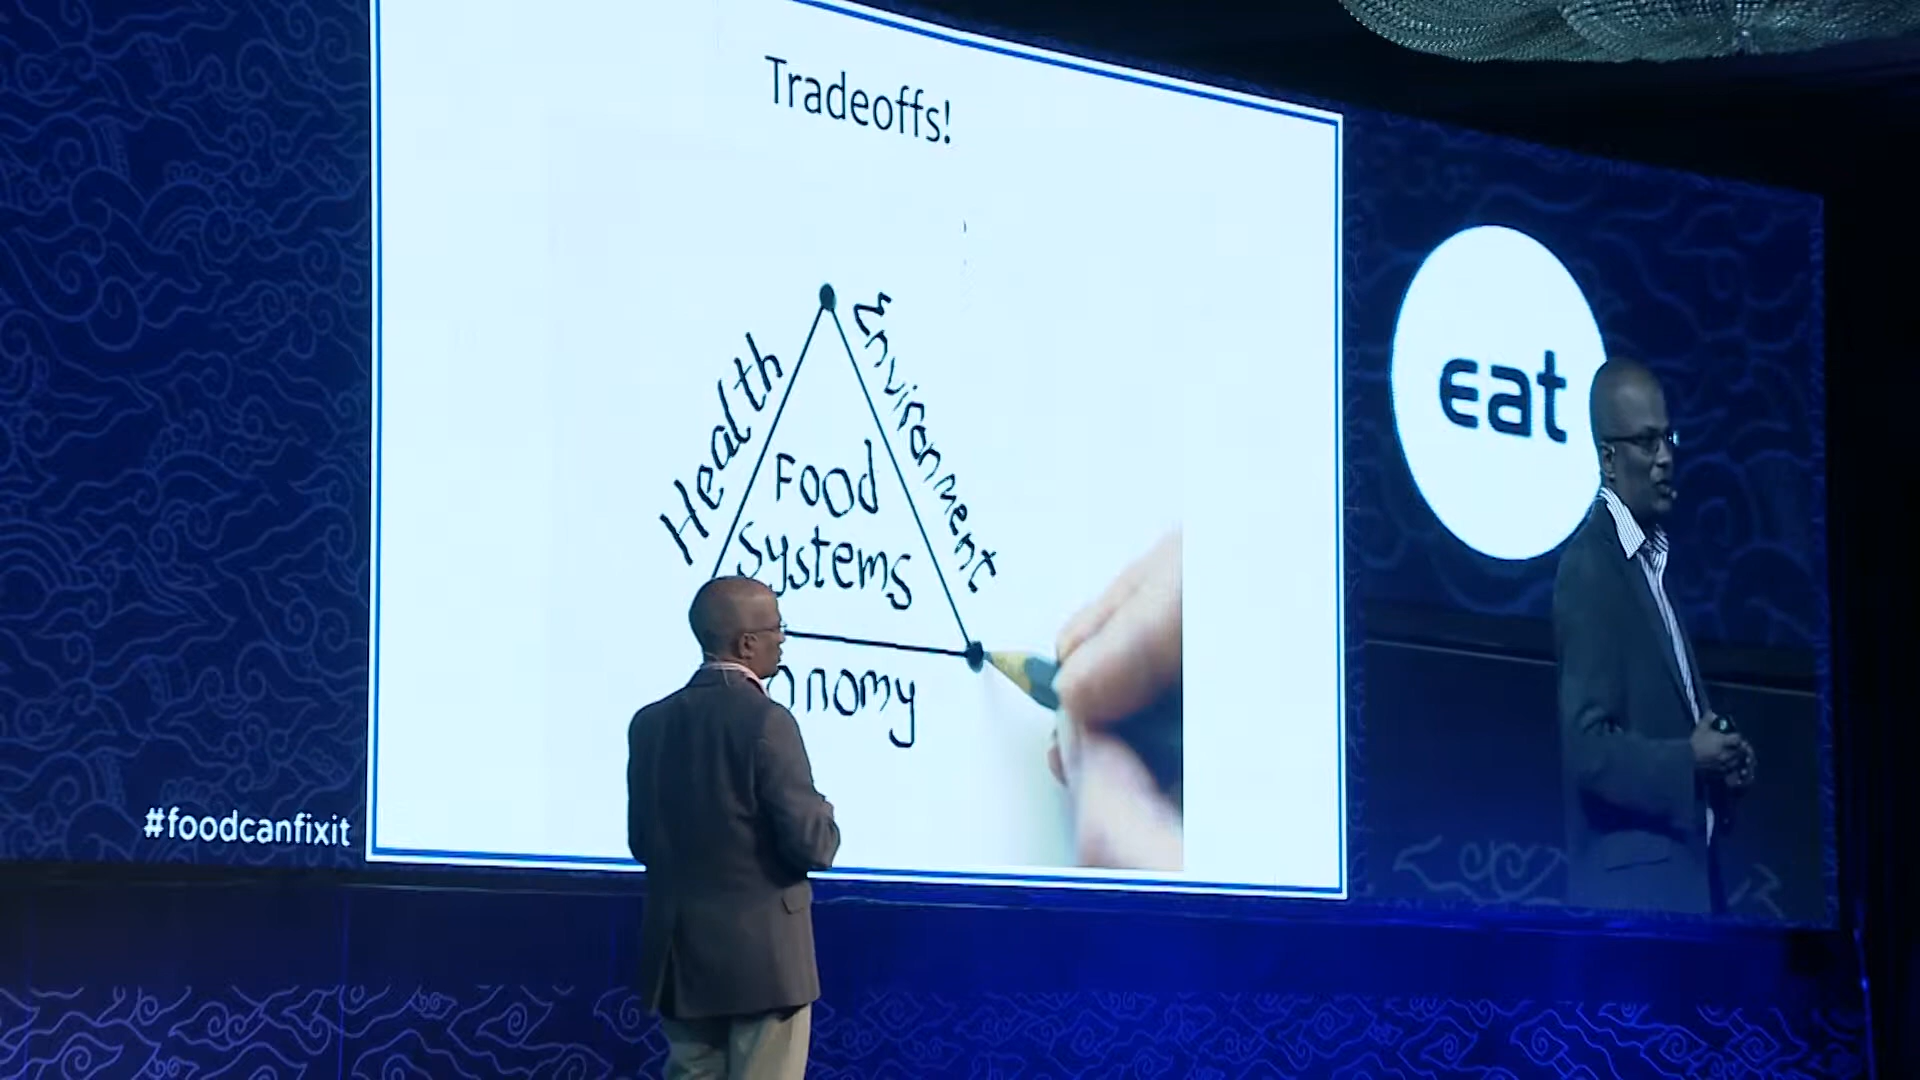 Tradeoffs!
Health
Environment
Food
Systems
onomy
eat
#foodcanfixit